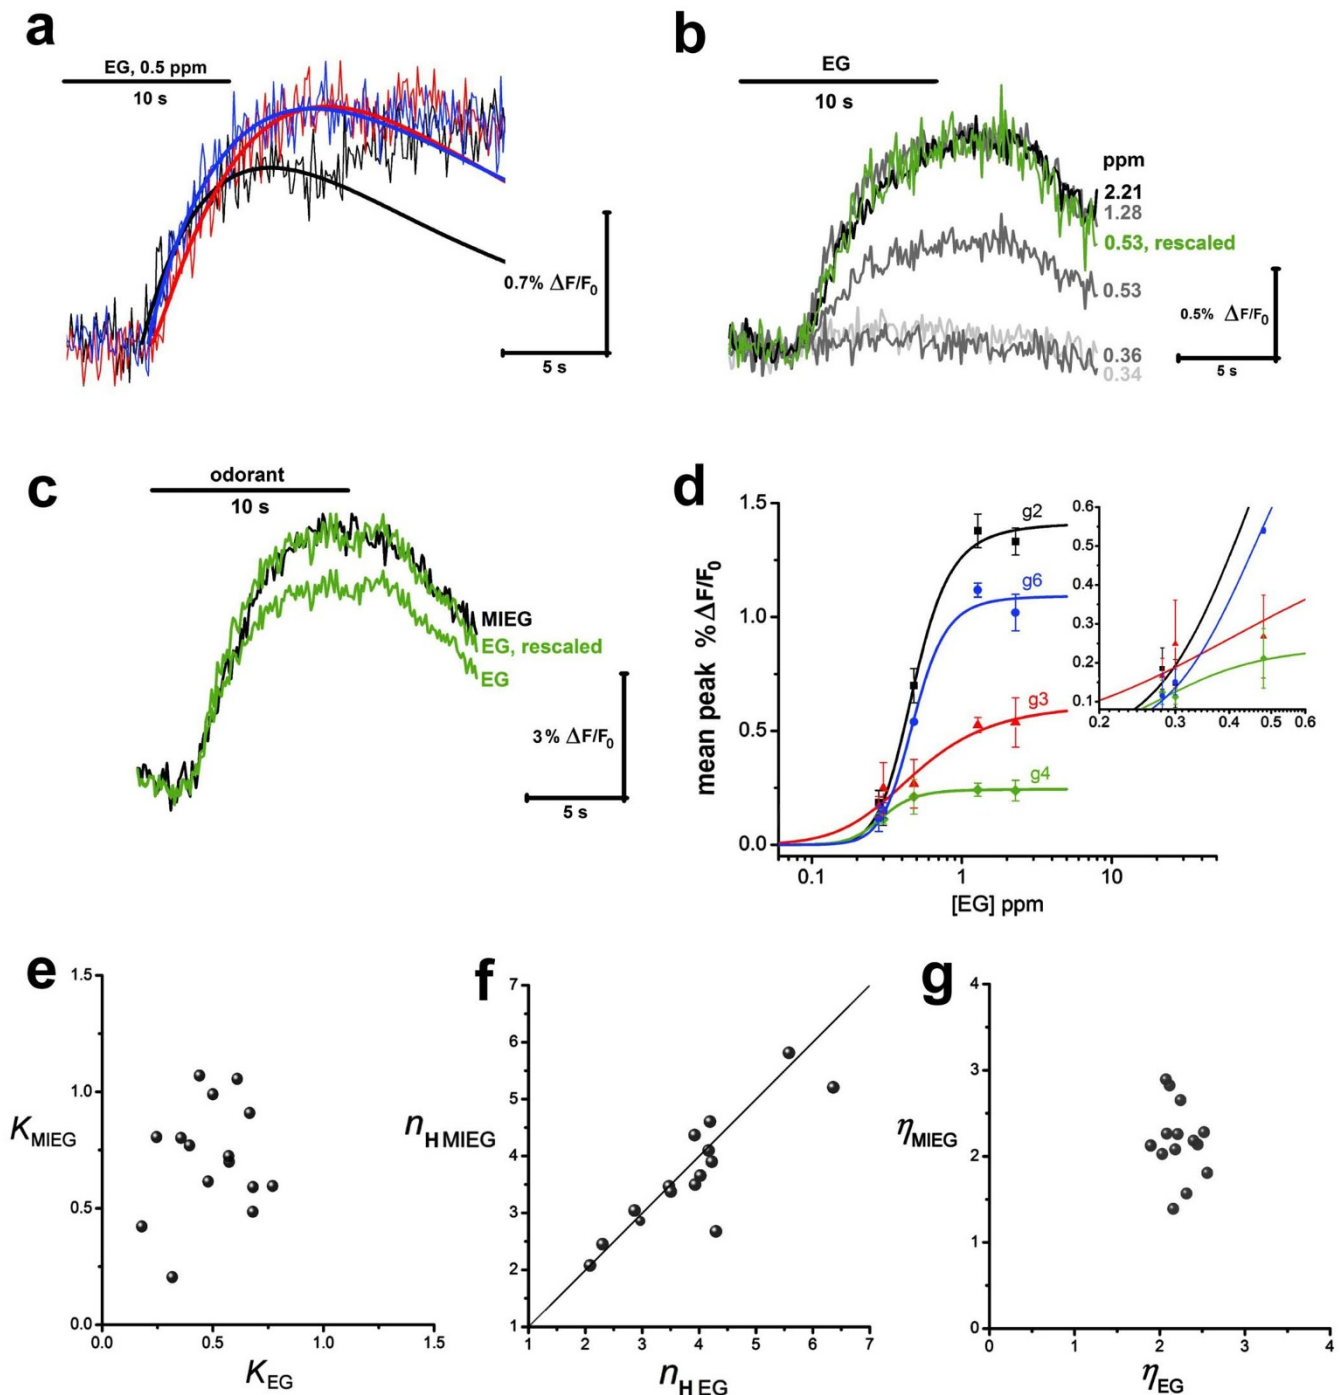 a
EG, 0.5 ppm
10 s
0.7% ΔF/F0
5 s
b
EG
10 s
ppm
2.21
1.28
0.53, rescaled
0.53
0.36
0.34
0.5% ΔF/F0
5 s
c
odorant
10 s
MIEG
EG, rescaled
EG
3% ΔF/F0
5 s
d
mean peak % ΔF/F0
1.5
1.0
0.5
0.0
g2
g6
g3
g4
0.1
1
10
[EG] ppm
0.6
0.5
0.4
0.3
0.2
0.1
0.2
0.3
0.4
0.5
0.6
e
1.5
1.0
0.5
0.0
KMIEG
0.0
0.5
1.0
1.5
KEG
f
7
6
5
4
3
2
1
nH MIEG
1
2
3
4
5
6
7
nH EG
g
4
3
2
1
0
ηMIEG
0
1
2
3
4
ηEG